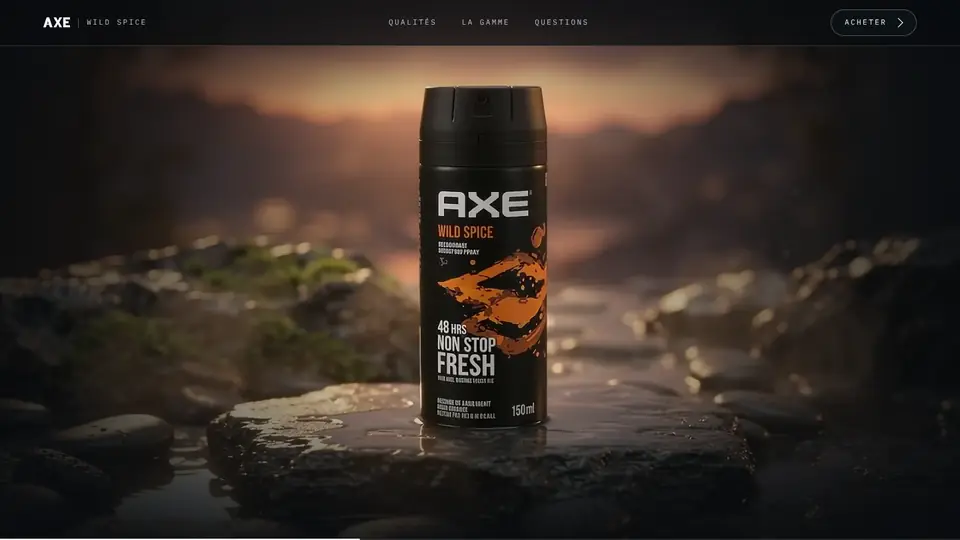 AXE | WILD SPICE
QUALITÉS
LA GAMME
QUESTIONS
ACHETER
AXE
WILD SPICE
48 HRS
NON STOP
FRESH
150ml